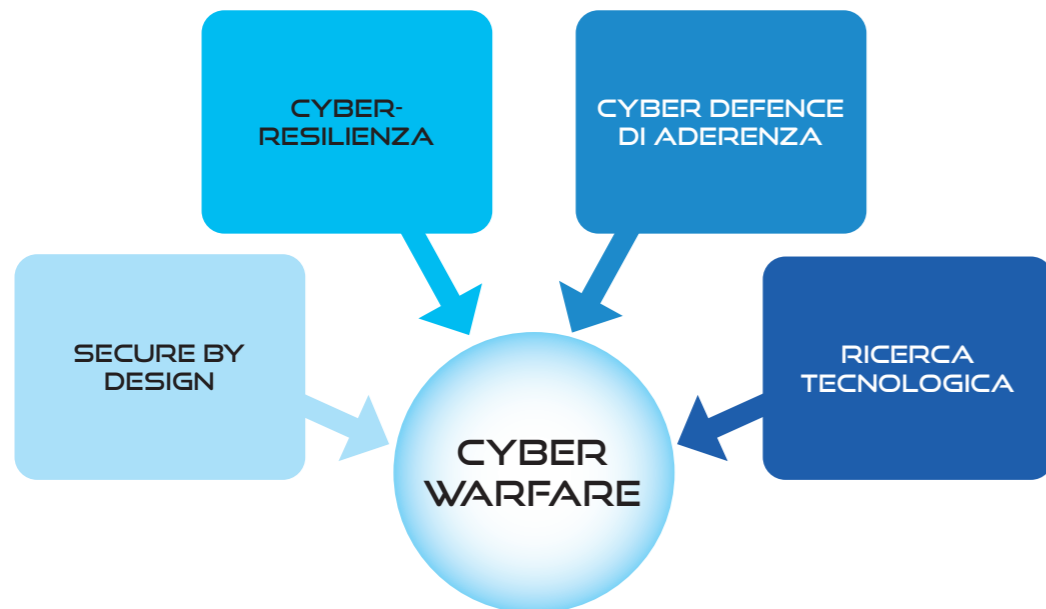 CYBER-
RESILIENZA
CYBER DEFENCE
DI ADERENZA
SECURE BY
DESIGN
RICERCA
TECNOLOGICA
CYBER
WARFARE